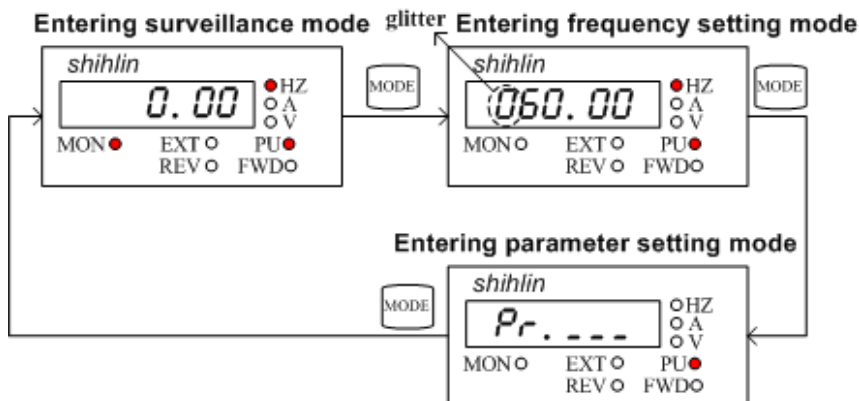 Entering surveillance mode
glitter
Entering frequency setting mode
shihlin
0.00
HZ
A
V
MON
EXT
PU
REV
FWD
MODE
shihlin
060.00
HZ
A
V
MON
EXT
PU
REV
FWD
MODE
Entering parameter setting mode
MODE
shihlin
Pr.___
HZ
A
V
MON
EXT
PU
REV
FWD